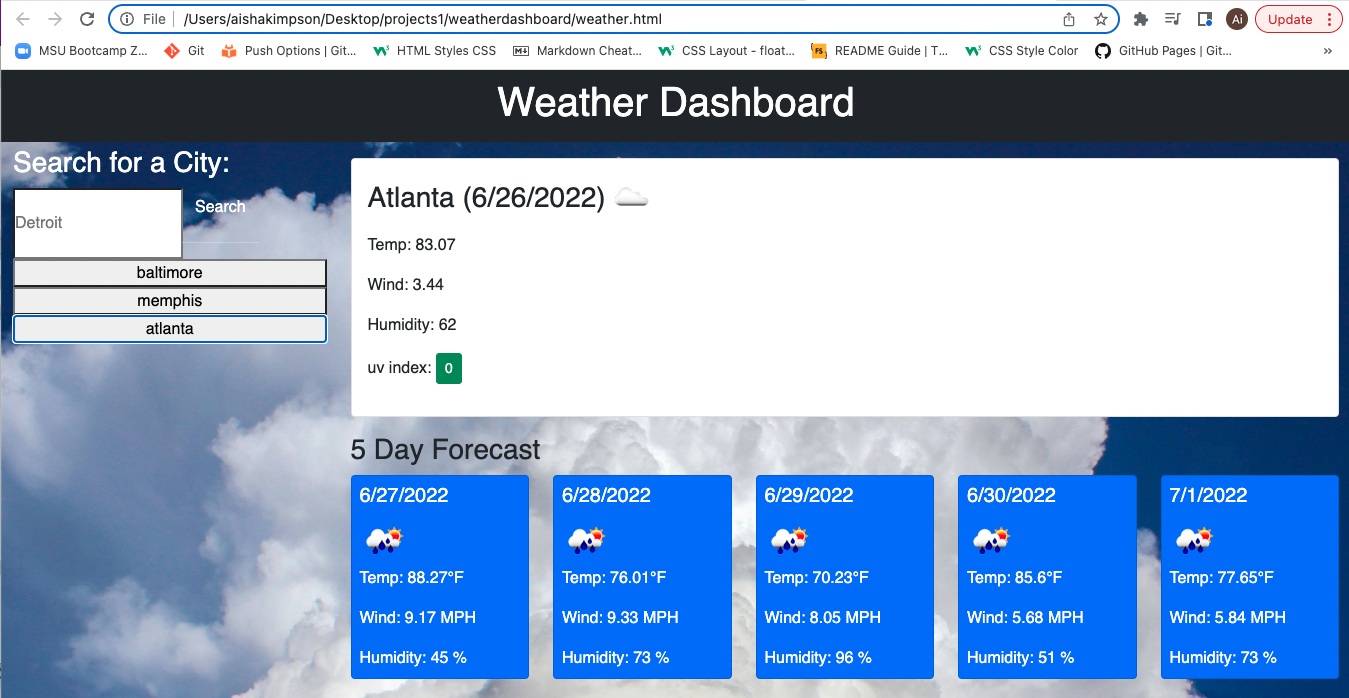 File /Users/aishakimpson/Desktop/projects1/weatherdashboard/weather.html Ai Update
MSU Bootcamp Z... Git Push Options | Git... HTML Styles CSS Markdown Cheat... CSS Layout - float... FS README Guide | T... CSS Style Color GitHub Pages | Git... »
Weather Dashboard
Search for a City:
Detroit
Search
baltimore
memphis
atlanta
Atlanta (6/26/2022)
Temp: 83.07
Wind: 3.44
Humidity: 62
uv index: 0
5 Day Forecast
6/27/2022
Temp: 88.27°F
Wind: 9.17 MPH
Humidity: 45 %
6/28/2022
Temp: 76.01°F
Wind: 9.33 MPH
Humidity: 73 %
6/29/2022
Temp: 70.23°F
Wind: 8.05 MPH
Humidity: 96 %
6/30/2022
Temp: 85.6°F
Wind: 5.68 MPH
Humidity: 51 %
7/1/2022
Temp: 77.65°F
Wind: 5.84 MPH
Humidity: 73 %